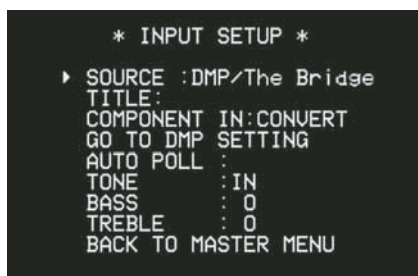 * INPUT SETUP *
SOURCE :DMP/The Bridge
TITLE:
COMPONENT IN:CONVERT
GO TO DMP SETTING
AUTO POLL :
TONE :IN
BASS : 0
TREBLE : 0
BACK TO MASTER MENU